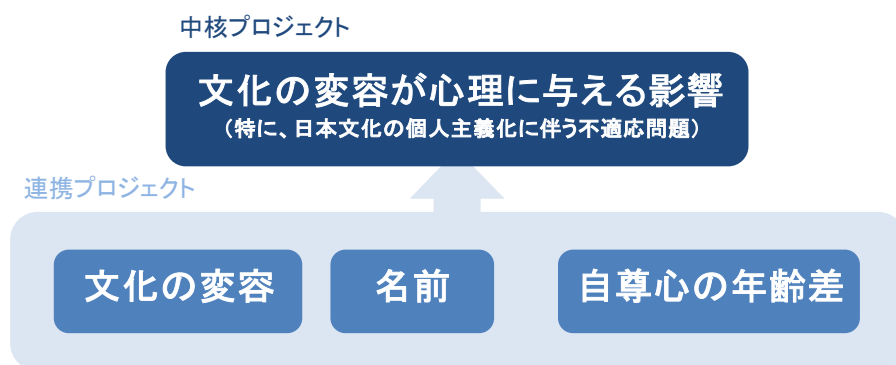 中核プロジェクト
文化の変容が心理に与える影響
（特に、日本文化の個人主義化に伴う不適応問題）
連携プロジェクト
文化の変容
名前
自尊心の年齢差